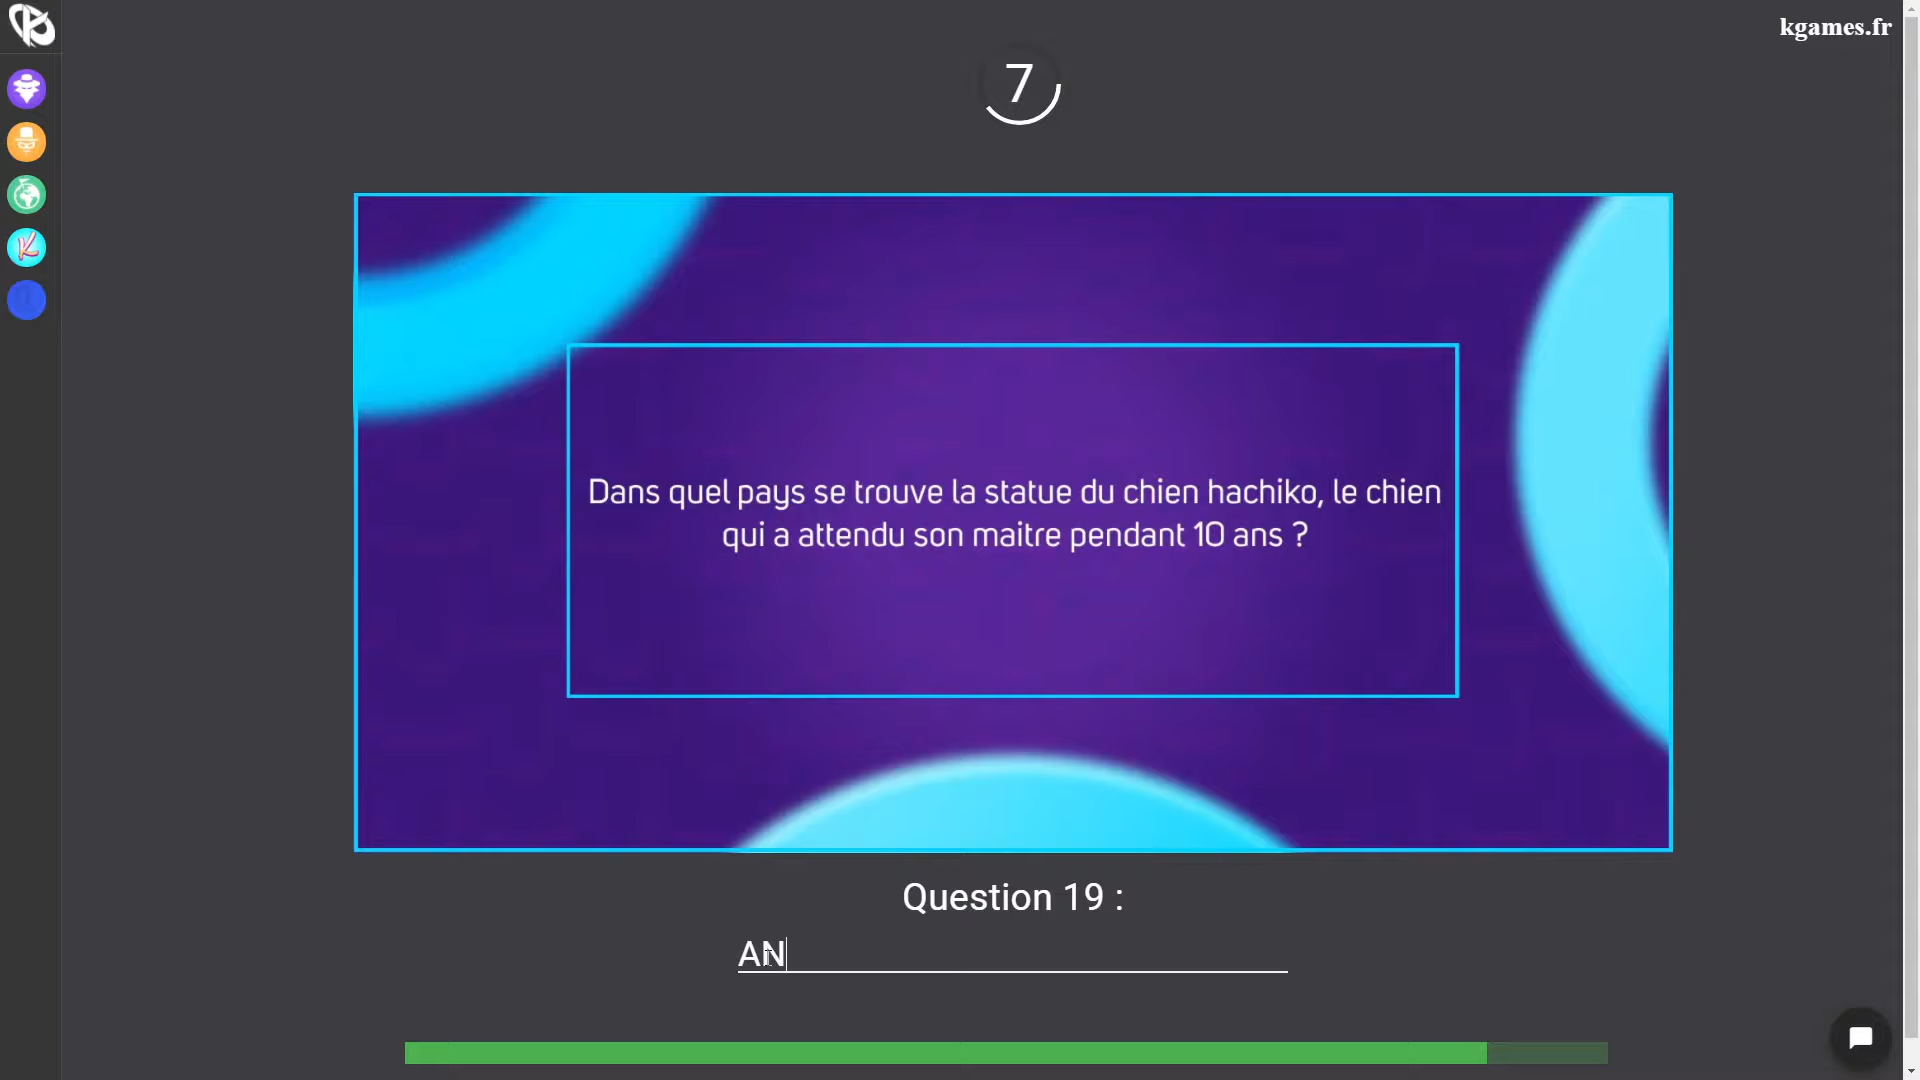 kgames.fr
7
Dans quel pays se trouve la statue du chien hachiko, le chien
qui a attendu son maitre pendant 10 ans ?
Question 19 :
AN